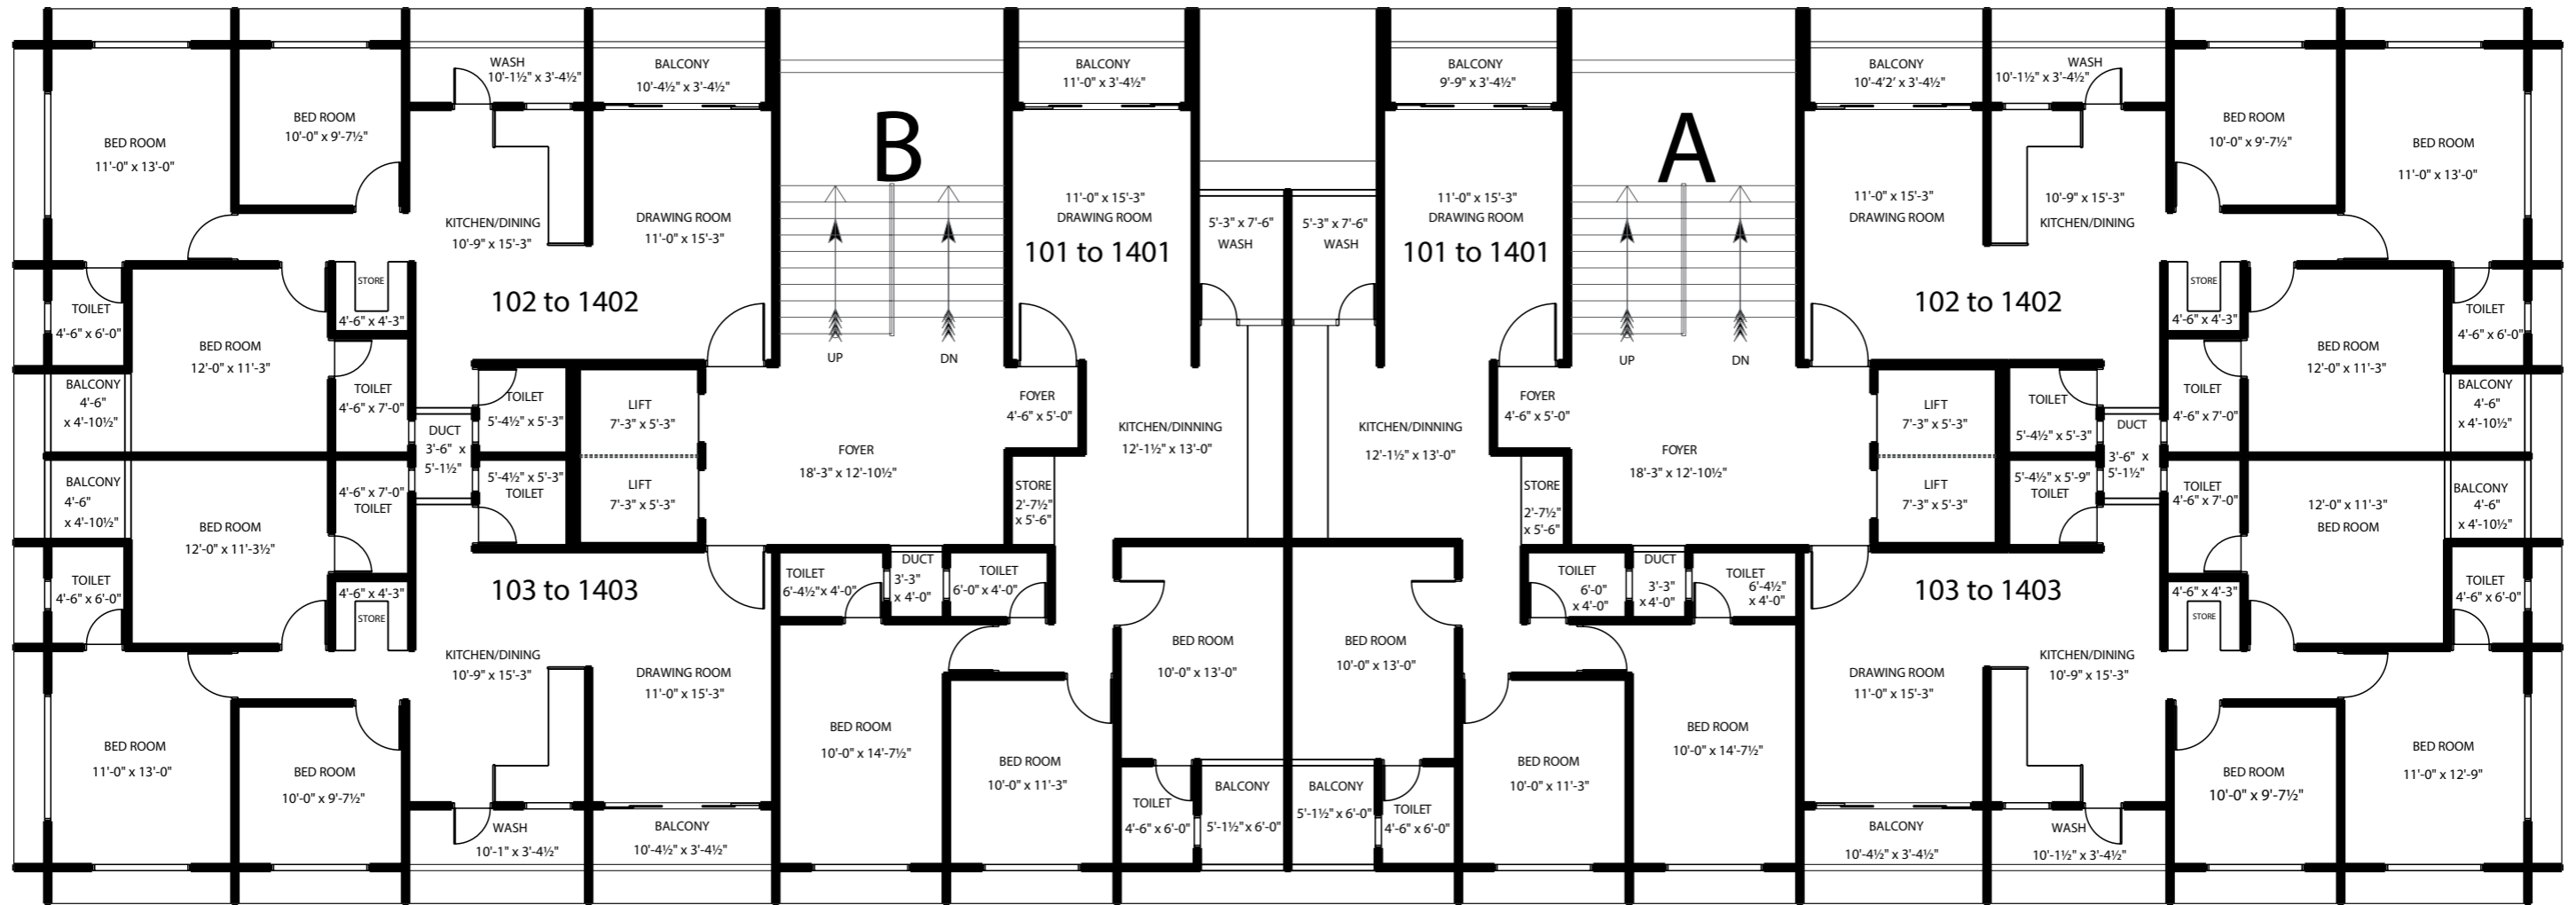 WASH
10'-1½" x 3'-4½"
BALCONY
10'-4½" x 3'-4½"
BALCONY
11'-0" x 3'-4½"
BALCONY
9'-9" x 3'-4½"
BALCONY
10'-4'2' x 3'-4½"
WASH
10'-1½" x 3'-4½"
BED ROOM
11'-0" x 13'-0"
BED ROOM
10'-0" x 9'-7½"
B
A
BED ROOM
10'-0" x 9'-7½"
BED ROOM
11'-0" x 13'-0"
KITCHEN/DINING
10'-9" x 15'-3"
DRAWING ROOM
11'-0" x 15'-3"
11'-0" x 15'-3"
DRAWING ROOM
101 to 1401
5'-3" x 7'-6"
WASH
5'-3" x 7'-6"
WASH
11'-0" x 15'-3"
DRAWING ROOM
101 to 1401
11'-0" x 15'-3"
DRAWING ROOM
10'-9" x 15'-3"
KITCHEN/DINING
102 to 1402
102 to 1402
STORE
4'-6" x 4'-3"
STORE
4'-6" x 4'-3"
TOILET
4'-6" x 6'-0"
TOILET
4'-6" x 6'-0"
UP
DN
UP
DN
BED ROOM
12'-0" x 11'-3"
BED ROOM
12'-0" x 11'-3"
BALCONY
4'-6"
x 4'-10½"
TOILET
4'-6" x 7'-0"
TOILET
5'-4½" x 5'-3"
LIFT
7'-3" x 5'-3"
FOYER
4'-6" x 5'-0"
FOYER
4'-6" x 5'-0"
LIFT
7'-3" x 5'-3"
TOILET
5'-4½" x 5'-3"
TOILET
4'-6" x 7'-0"
BALCONY
4'-6"
x 4'-10½"
DUCT
3'-6" x
5'-1½"
FOYER
18'-3" x 12'-10½"
KITCHEN/DINNING
12'-1½" x 13'-0"
KITCHEN/DINNING
12'-1½" x 13'-0"
FOYER
18'-3" x 12'-10½"
DUCT
3'-6" x
5'-1½"
BALCONY
4'-6"
x 4'-10½"
4'-6" x 7'-0"
TOILET
5'-4½" x 5'-3"
TOILET
LIFT
7'-3" x 5'-3"
STORE
2'-7½"
x 5'-6"
STORE
2'-7½"
x 5'-6"
LIFT
7'-3" x 5'-3"
5'-4½" x 5'-9"
TOILET
TOILET
4'-6" x 7'-0"
BALCONY
4'-6"
x 4'-10½"
BED ROOM
12'-0" x 11'-3½"
12'-0" x 11'-3"
BED ROOM
TOILET
4'-6" x 6'-0"
4'-6" x 4'-3"
STORE
103 to 1403
TOILET
6'-4½" x 4'-0"
DUCT
3'-3"
x 4'-0"
TOILET
6'-0" x 4'-0"
TOILET
6'-0"
x 4'-0"
DUCT
3'-3"
x 4'-0"
TOILET
6'-4½"
x 4'-0"
103 to 1403
4'-6" x 4'-3"
STORE
TOILET
4'-6" x 6'-0"
KITCHEN/DINING
10'-9" x 15'-3"
DRAWING ROOM
11'-0" x 15'-3"
BED ROOM
10'-0" x 13'-0"
BED ROOM
10'-0" x 13'-0"
DRAWING ROOM
11'-0" x 15'-3"
KITCHEN/DINING
10'-9" x 15'-3"
BED ROOM
11'-0" x 13'-0"
BED ROOM
10'-0" x 9'-7½"
BED ROOM
10'-0" x 14'-7½"
BED ROOM
10'-0" x 11'-3"
BED ROOM
10'-0" x 11'-3"
BED ROOM
10'-0" x 14'-7½"
BED ROOM
10'-0" x 9'-7½"
BED ROOM
11'-0" x 12'-9"
WASH
10'-1" x 3'-4½"
BALCONY
10'-4½" x 3'-4½"
TOILET
4'-6" x 6'-0"
BALCONY
5'-1½" x 6'-0"
BALCONY
5'-1½" x 6'-0"
TOILET
4'-6" x 6'-0"
BALCONY
10'-4½" x 3'-4½"
WASH
10'-1½" x 3'-4½"